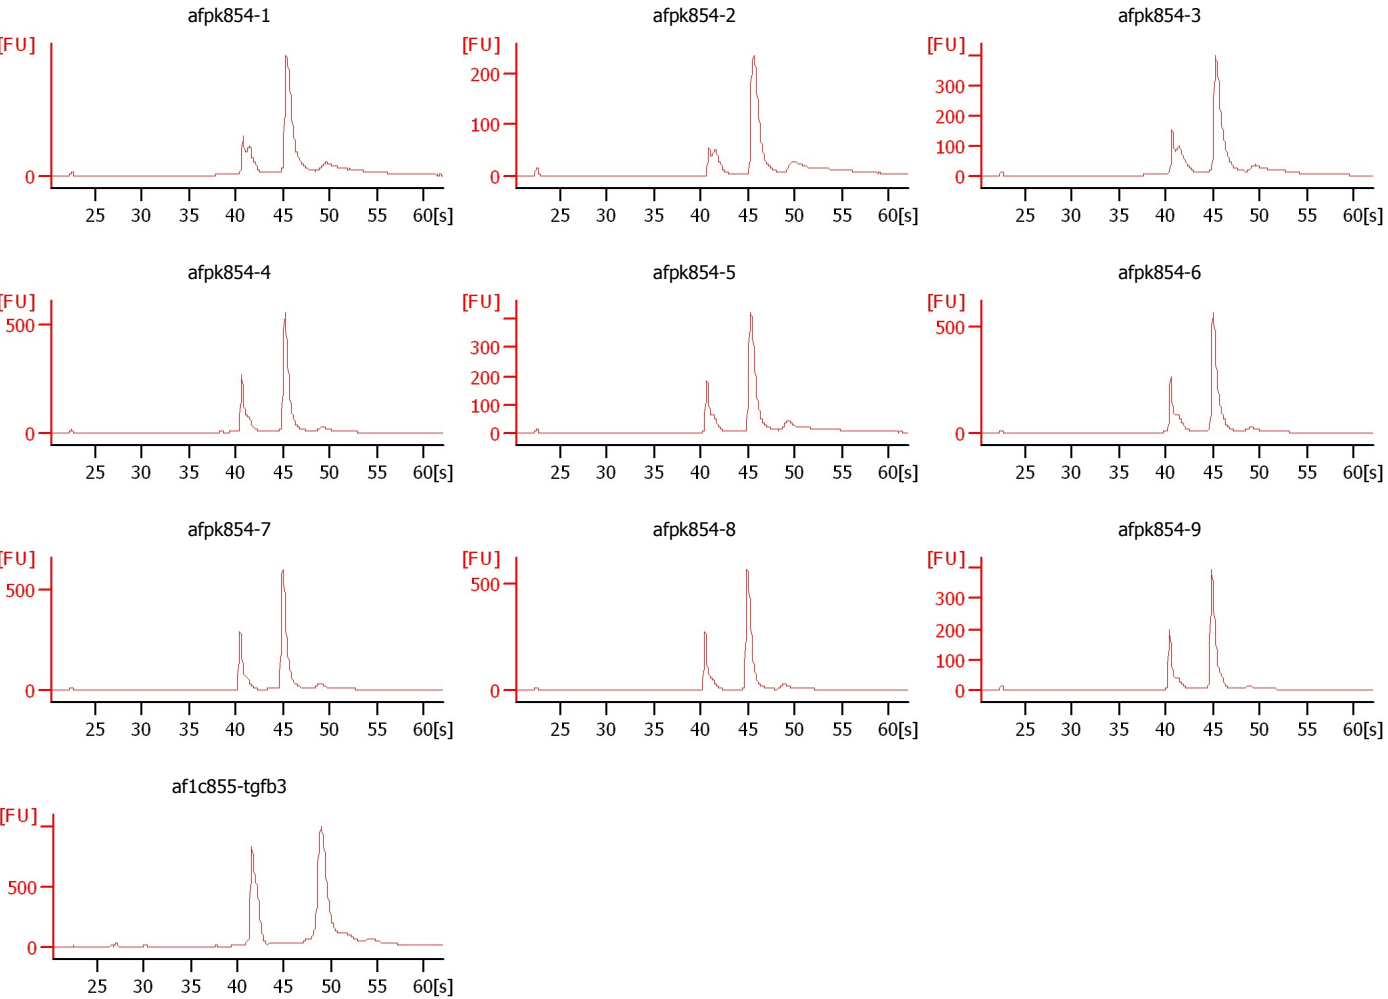 afpk854-1 afpk854-2 afpk854-3
[FU] [FU] [FU]
0 200 100 0 300 200 100 0
25 30 35 40 45 50 55 60[s] 25 30 35 40 45 50 55 60[s] 25 30 35 40 45 50 55 60[s]
afpk854-4 afpk854-5 afpk854-6
[FU] [FU] [FU]
500 0 300 200 100 0 500 0
25 30 35 40 45 50 55 60[s] 25 30 35 40 45 50 55 60[s] 25 30 35 40 45 50 55 60[s]
afpk854-7 afpk854-8 afpk854-9
[FU] [FU] [FU]
500 0 500 0 300 200 100 0
25 30 35 40 45 50 55 60[s] 25 30 35 40 45 50 55 60[s] 25 30 35 40 45 50 55 60[s]
af1c855-tgfb3
[FU]
500
0
25 30 35 40 45 50 55 60[s]